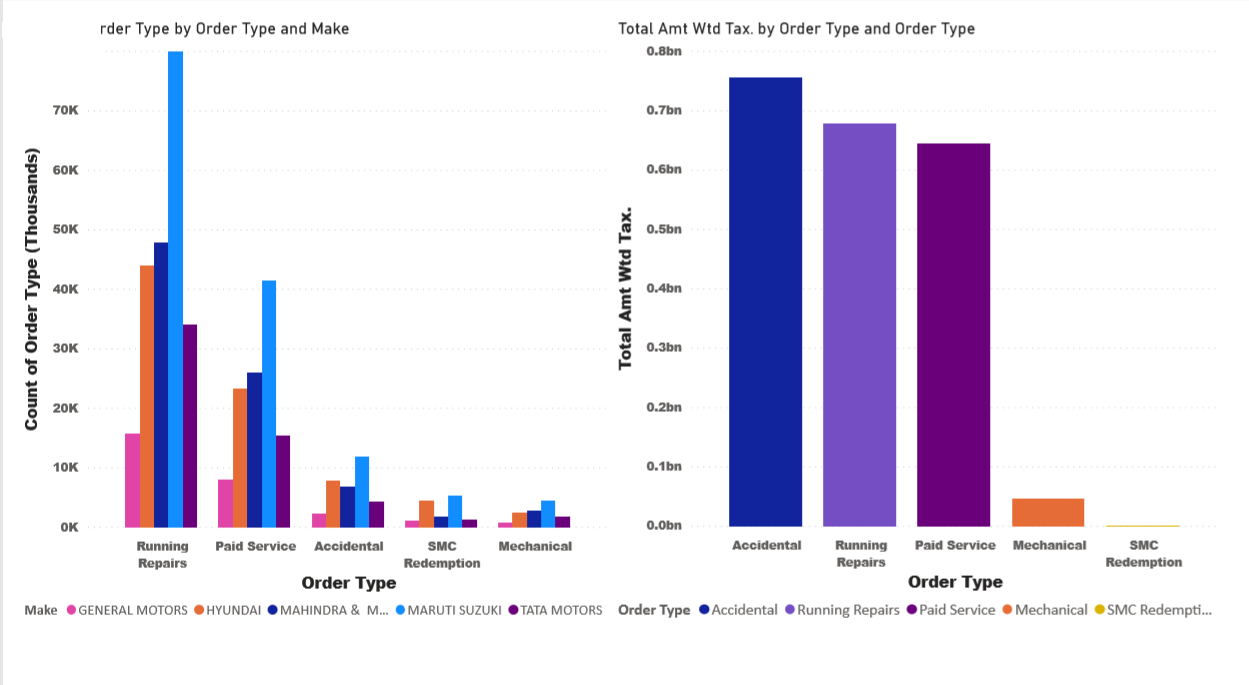 rder Type by Order Type and Make
70K
60K
50K
40K
30K
20K
10K
0K
Count of Order Type (Thousands)
Running Repairs
Paid Service
Accidental
SMC Redemption
Mechanical
Order Type
Make GENERAL MOTORS HYUNDAI MAHINDRA & M... MARUTI SUZUKI TATA MOTORS
Total Amt Wtd Tax. by Order Type and Order Type
0.8bn
0.7bn
0.6bn
0.5bn
0.4bn
0.3bn
0.2bn
0.1bn
0.0bn
Total Amt Wtd Tax.
Accidental
Running Repairs
Paid Service
Mechanical
SMC Redemption
Order Type
Order Type Accidental Running Repairs Paid Service Mechanical SMC Redempti...